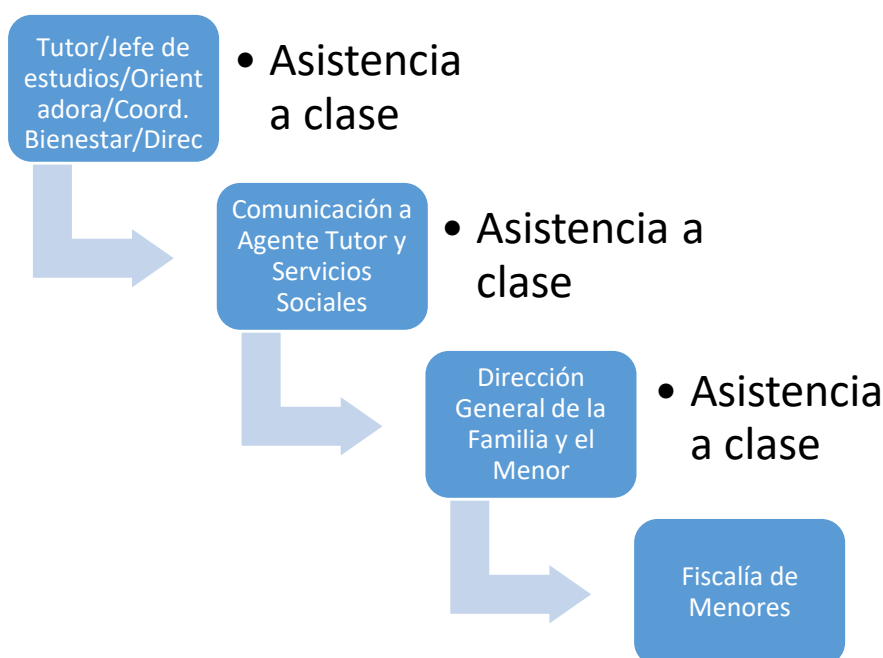 Tutor/Jefe de
estudios/Orient
adora/Coord.
Bienestar/Direc
• Asistencia
a clase
Comunicación a
Agente Tutor y
Servicios
Sociales
• Asistencia a
clase
Dirección
General de la
Familia y el
Menor
• Asistencia
a clase
Fiscalía de
Menores